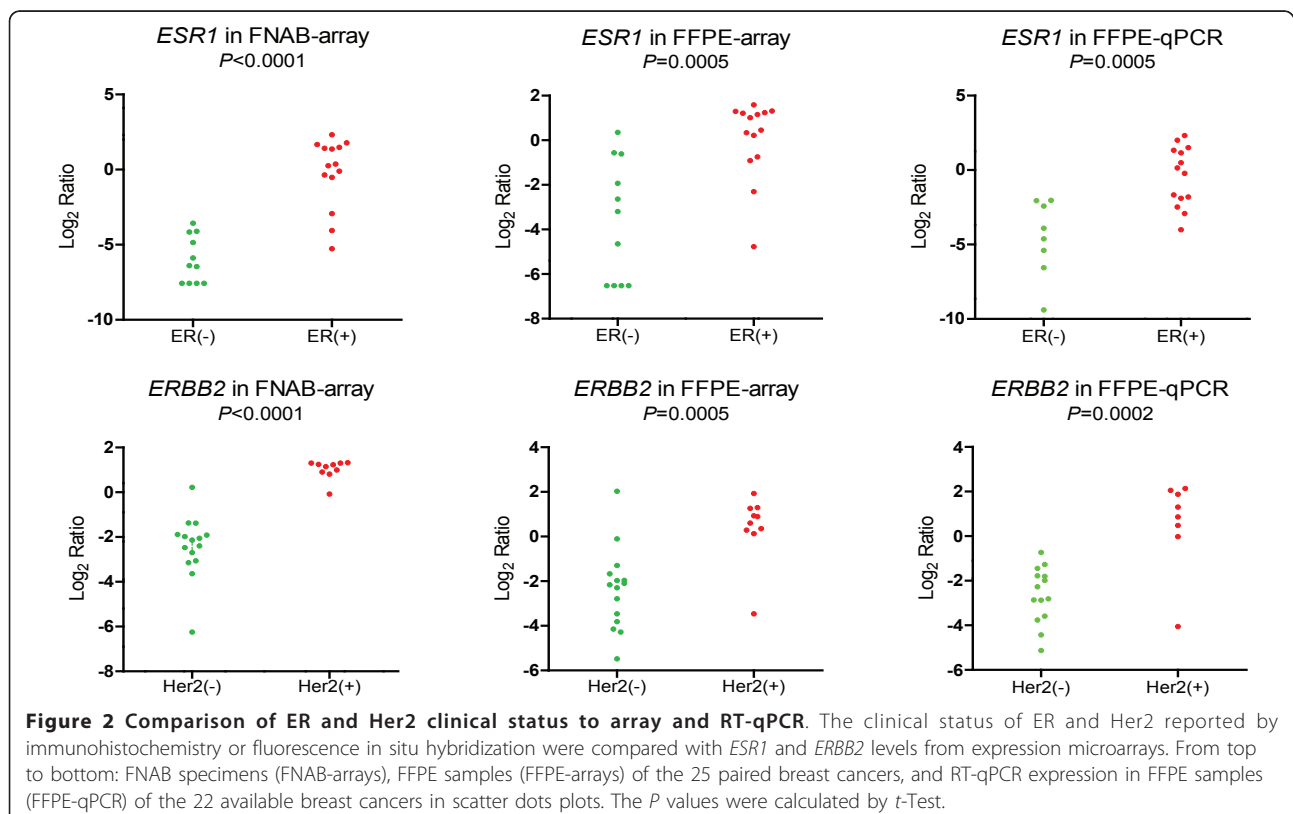 ESR1 in FNAB-array
P<0.0001
5
0
-5
-10
Log2 Ratio
ER(-)
ER(+)
ESR1 in FFPE-array
P=0.0005
2
0
-2
-4
-6
-8
Log2 Ratio
ER(-)
ER(+)
ESR1 in FFPE-qPCR
P=0.0005
5
0
-5
-10
Log2 Ratio
ER(-)
ER(+)
ERBB2 in FNAB-array
P<0.0001
2
0
-2
-4
-6
-8
Log2 Ratio
Her2(-)
Her2(+)
ERBB2 in FFPE-array
P=0.0005
4
2
0
-2
-4
-6
Log2 Ratio
Her2(-)
Her2(+)
ERBB2 in FFPE-qPCR
P=0.0002
4
2
0
-2
-4
-6
Log2 Ratio
Her2(-)
Her2(+)
Figure 2 Comparison of ER and Her2 clinical status to array and RT-qPCR. The clinical status of ER and Her2 reported by
immunohistochemistry or fluorescence in situ hybridization were compared with ESR1 and ERBB2 levels from expression microarrays. From top
to bottom: FNAB specimens (FNAB-arrays), FFPE samples (FFPE-arrays) of the 25 paired breast cancers, and RT-qPCR expression in FFPE samples
(FFPE-qPCR) of the 22 available breast cancers in scatter dots plots. The P values were calculated by t-Test.